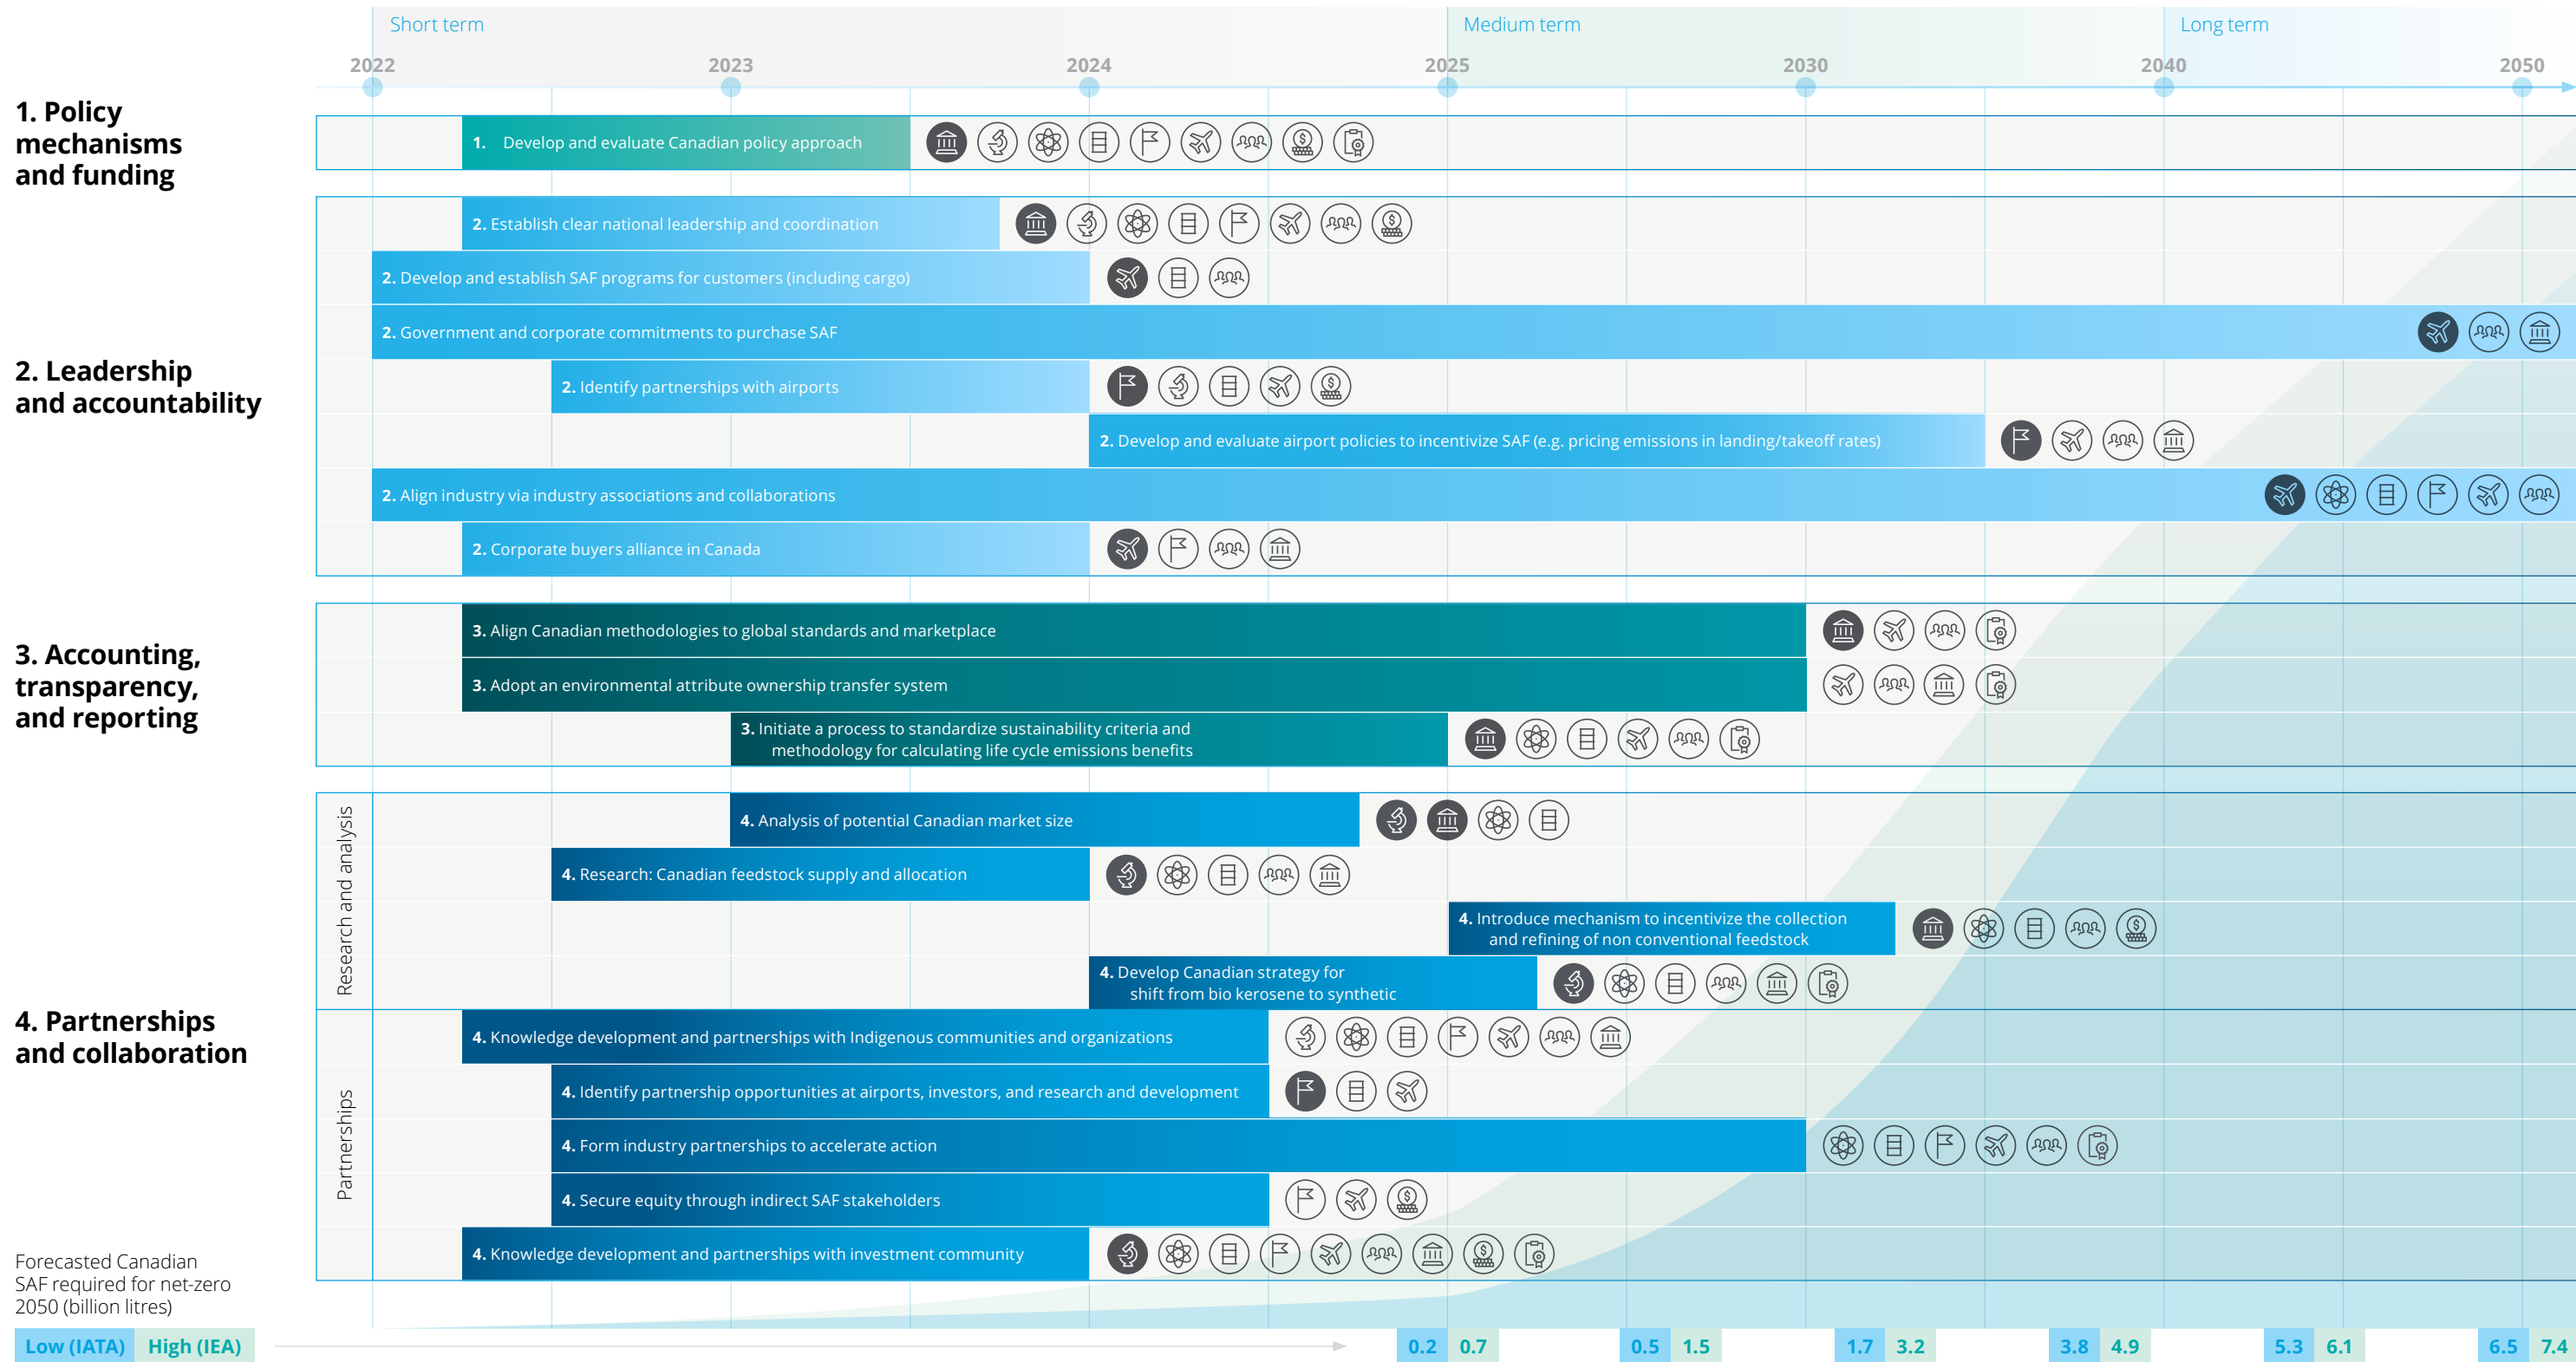 Short term
Medium term
Long term
2022
2023
2024
2025
2030
2040
2050
1. Policy
mechanisms
and funding
1. Develop and evaluate Canadian policy approach
2. Leadership
and accountability
2. Establish clear national leadership and coordination
2. Develop and establish SAF programs for customers (including cargo)
2. Government and corporate commitments to purchase SAF
2. Identify partnerships with airports
2. Develop and evaluate airport policies to incentivize SAF (e.g. pricing emissions in landing/takeoff rates)
2. Align industry via industry associations and collaborations
2. Corporate buyers alliance in Canada
3. Accounting,
transparency,
and reporting
3. Align Canadian methodologies to global standards and marketplace
3. Adopt an environmental attribute ownership transfer system
3. Initiate a process to standardize sustainability criteria and
methodology for calculating life cycle emissions benefits
4. Partnerships
and collaboration
Research and analysis
4. Analysis of potential Canadian market size
4. Research: Canadian feedstock supply and allocation
4. Introduce mechanism to incentivize the collection
and refining of non conventional feedstock
4. Develop Canadian strategy for
shift from bio kerosene to synthetic
Partnerships
4. Knowledge development and partnerships with Indigenous communities and organizations
4. Identify partnership opportunities at airports, investors, and research and development
4. Form industry partnerships to accelerate action
4. Secure equity through indirect SAF stakeholders
4. Knowledge development and partnerships with investment community
Forecasted Canadian
SAF required for net-zero
2050 (billion litres)
Low (IATA) High (IEA)
0.2 0.7
0.5 1.5
1.7 3.2
3.8 4.9
5.3 6.1
6.5 7.4